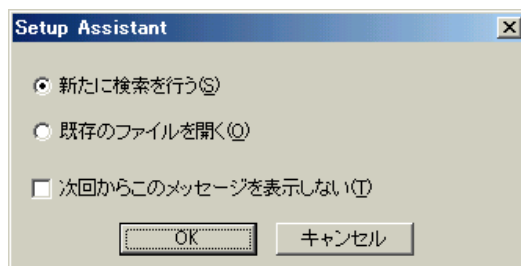 Setup Assistant
新たに検索を行う(S)
既存のファイルを開く(O)
次回からこのメッセージを表示しない(T)
OK キャンセル